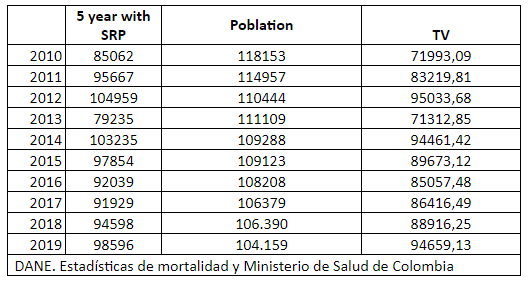 5 year with SRP Poblation TV
2010 85062 118153 71993,09
2011 95667 114957 83219,81
2012 104959 110444 95033,68
2013 79235 111109 71312,85
2014 103235 109288 94461,42
2015 97854 109123 89673,12
2016 92039 108208 85057,48
2017 91929 106379 86416,49
2018 94598 106.390 88916,25
2019 98596 104.159 94659,13
DANE. Estadísticas de mortalidad y Ministerio de Salud de Colombia